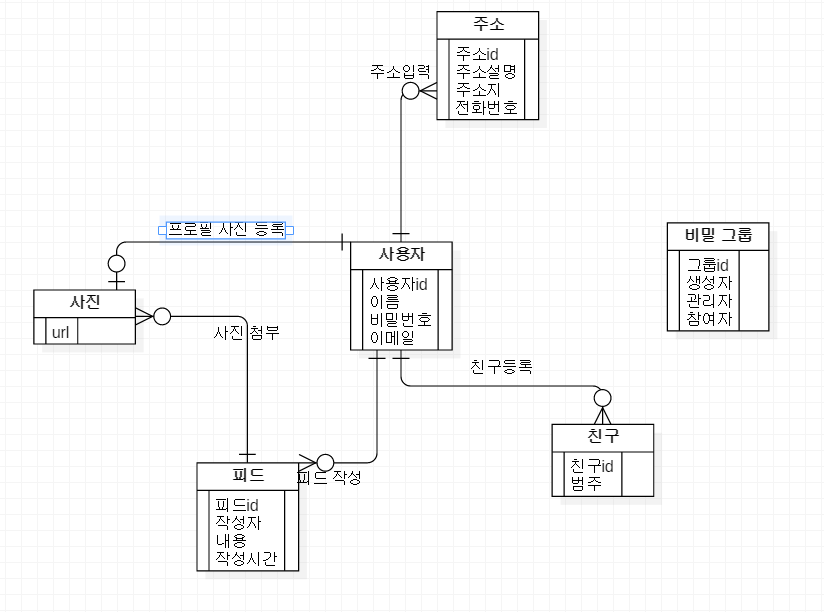 주소
주소id
주소설명
주소지
전화번호
주소입력
프로필 사진 등록
사용자
사용자id
이름
비밀번호
이메일
비밀 그룹
그룹id
생성자
관리자
참여자
사진
url
사진 첨부
친구등록
친구
친구id
범주
피드 작성
피드
피드id
작성자
내용
작성시간